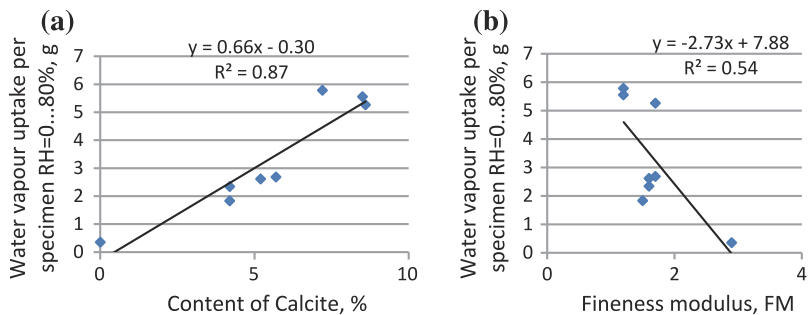 (a)
y = 0.66x - 0.30
R² = 0.87
Water vapour uptake per
specimen RH=0...80%, g
7
6
5
4
3
2
1
0
0 5 10
Content of Calcite, %
(b)
y = -2.73x + 7.88
R² = 0.54
Water vapour uptake per
specimen RH=0...80%, g
7
6
5
4
3
2
1
0
0 2 4
Fineness modulus, FM